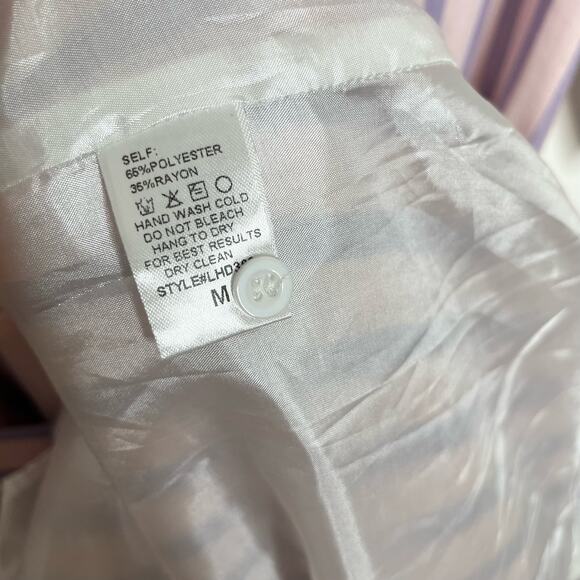 SELF:
65%POLYESTER
35%RAYON
HAND WASH COLD
DO NOT BLEACH
HANG TO DRY
FOR BEST RESULTS
DRY CLEAN
M